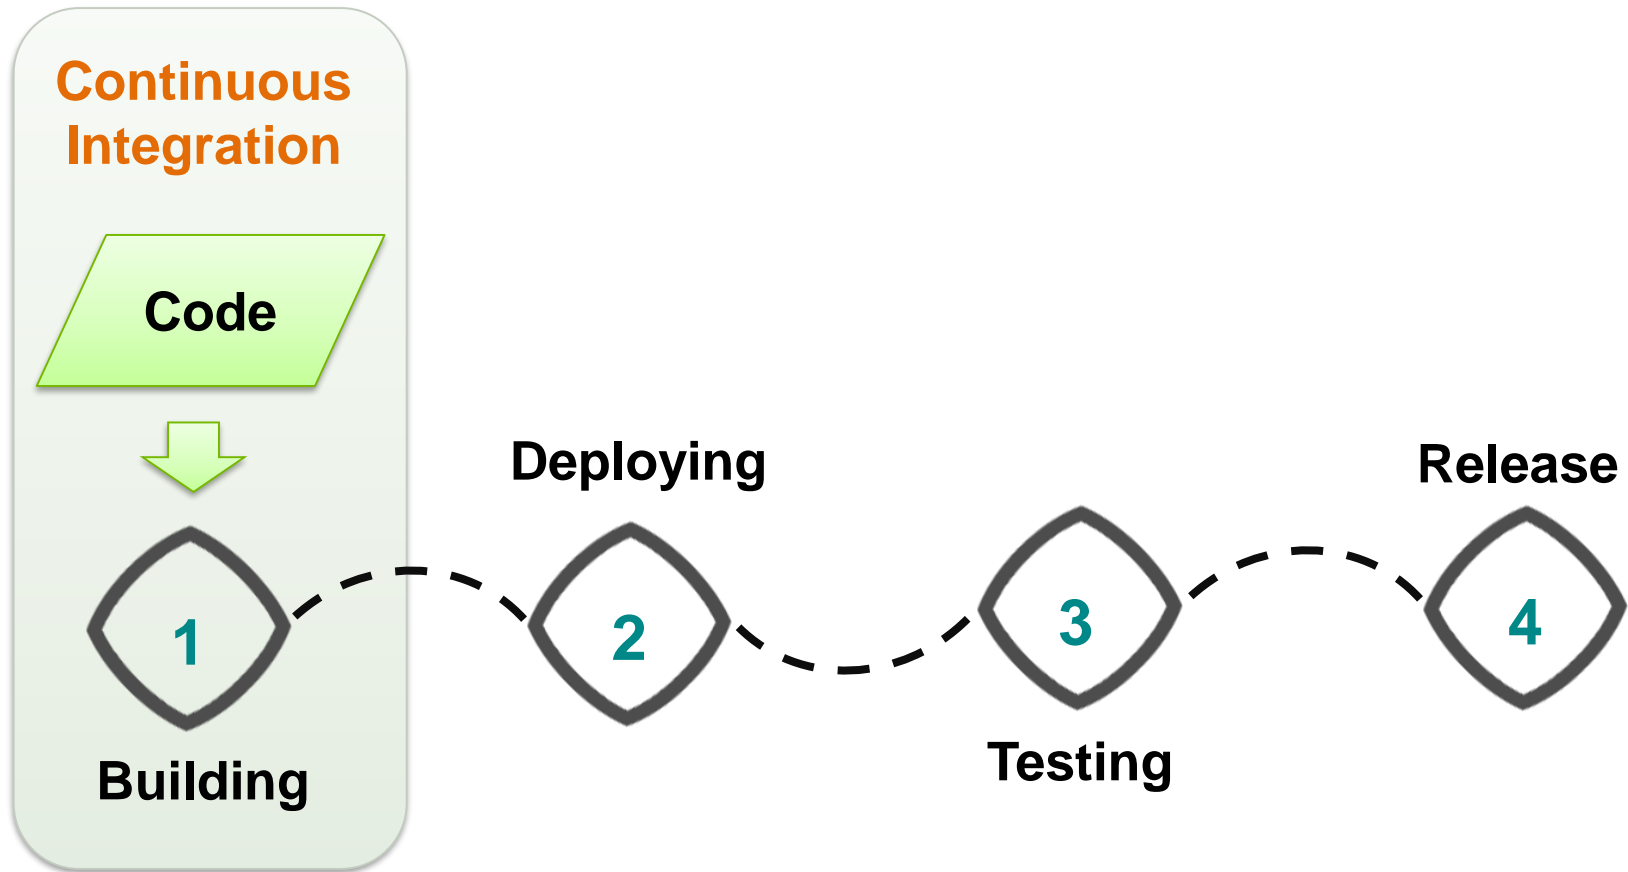 Continuous
Integration
Code
1
Building
Deploying
2
3
Testing
Release
4